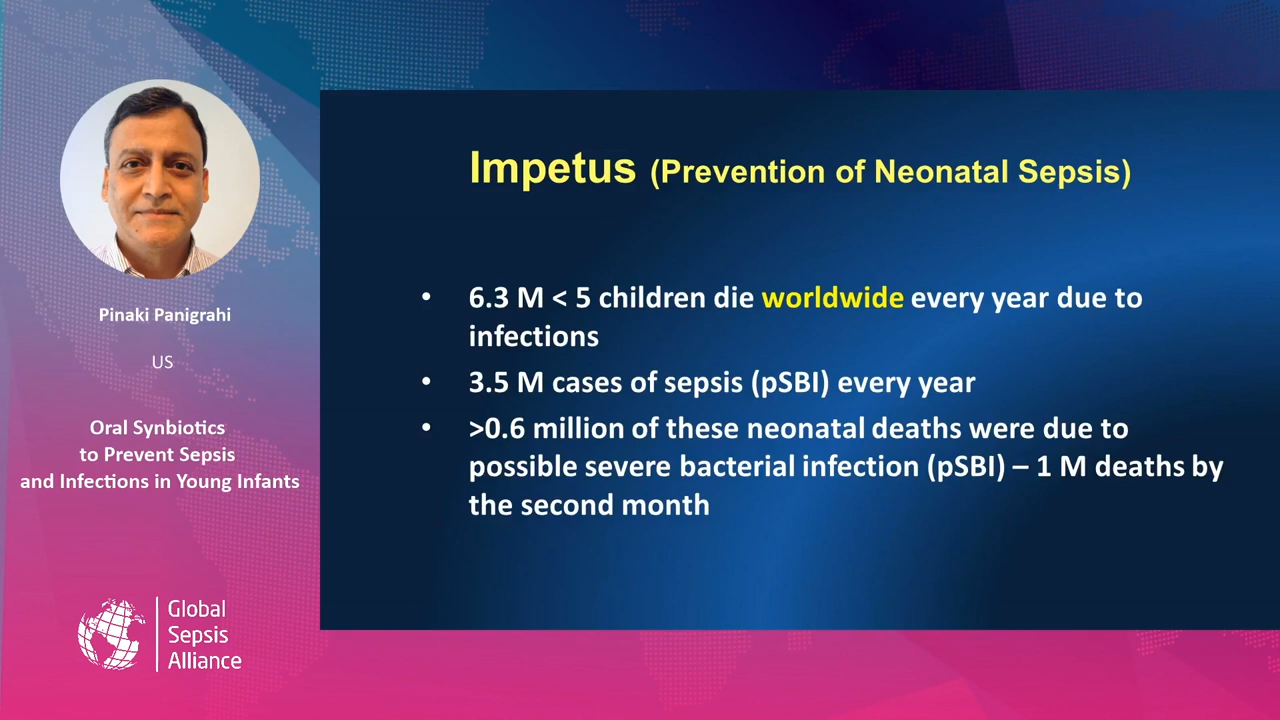 Pinaki Panigrahi
US
Oral Synbiotics
to Prevent Sepsis
and Infections in Young Infants
Global
Sepsis
Alliance
Impetus (Prevention of Neonatal Sepsis)
• 6.3 M < 5 children die worldwide every year due to
infections
• 3.5 M cases of sepsis (pSBI) every year
• >0.6 million of these neonatal deaths were due to
possible severe bacterial infection (pSBI) – 1 M deaths by
the second month